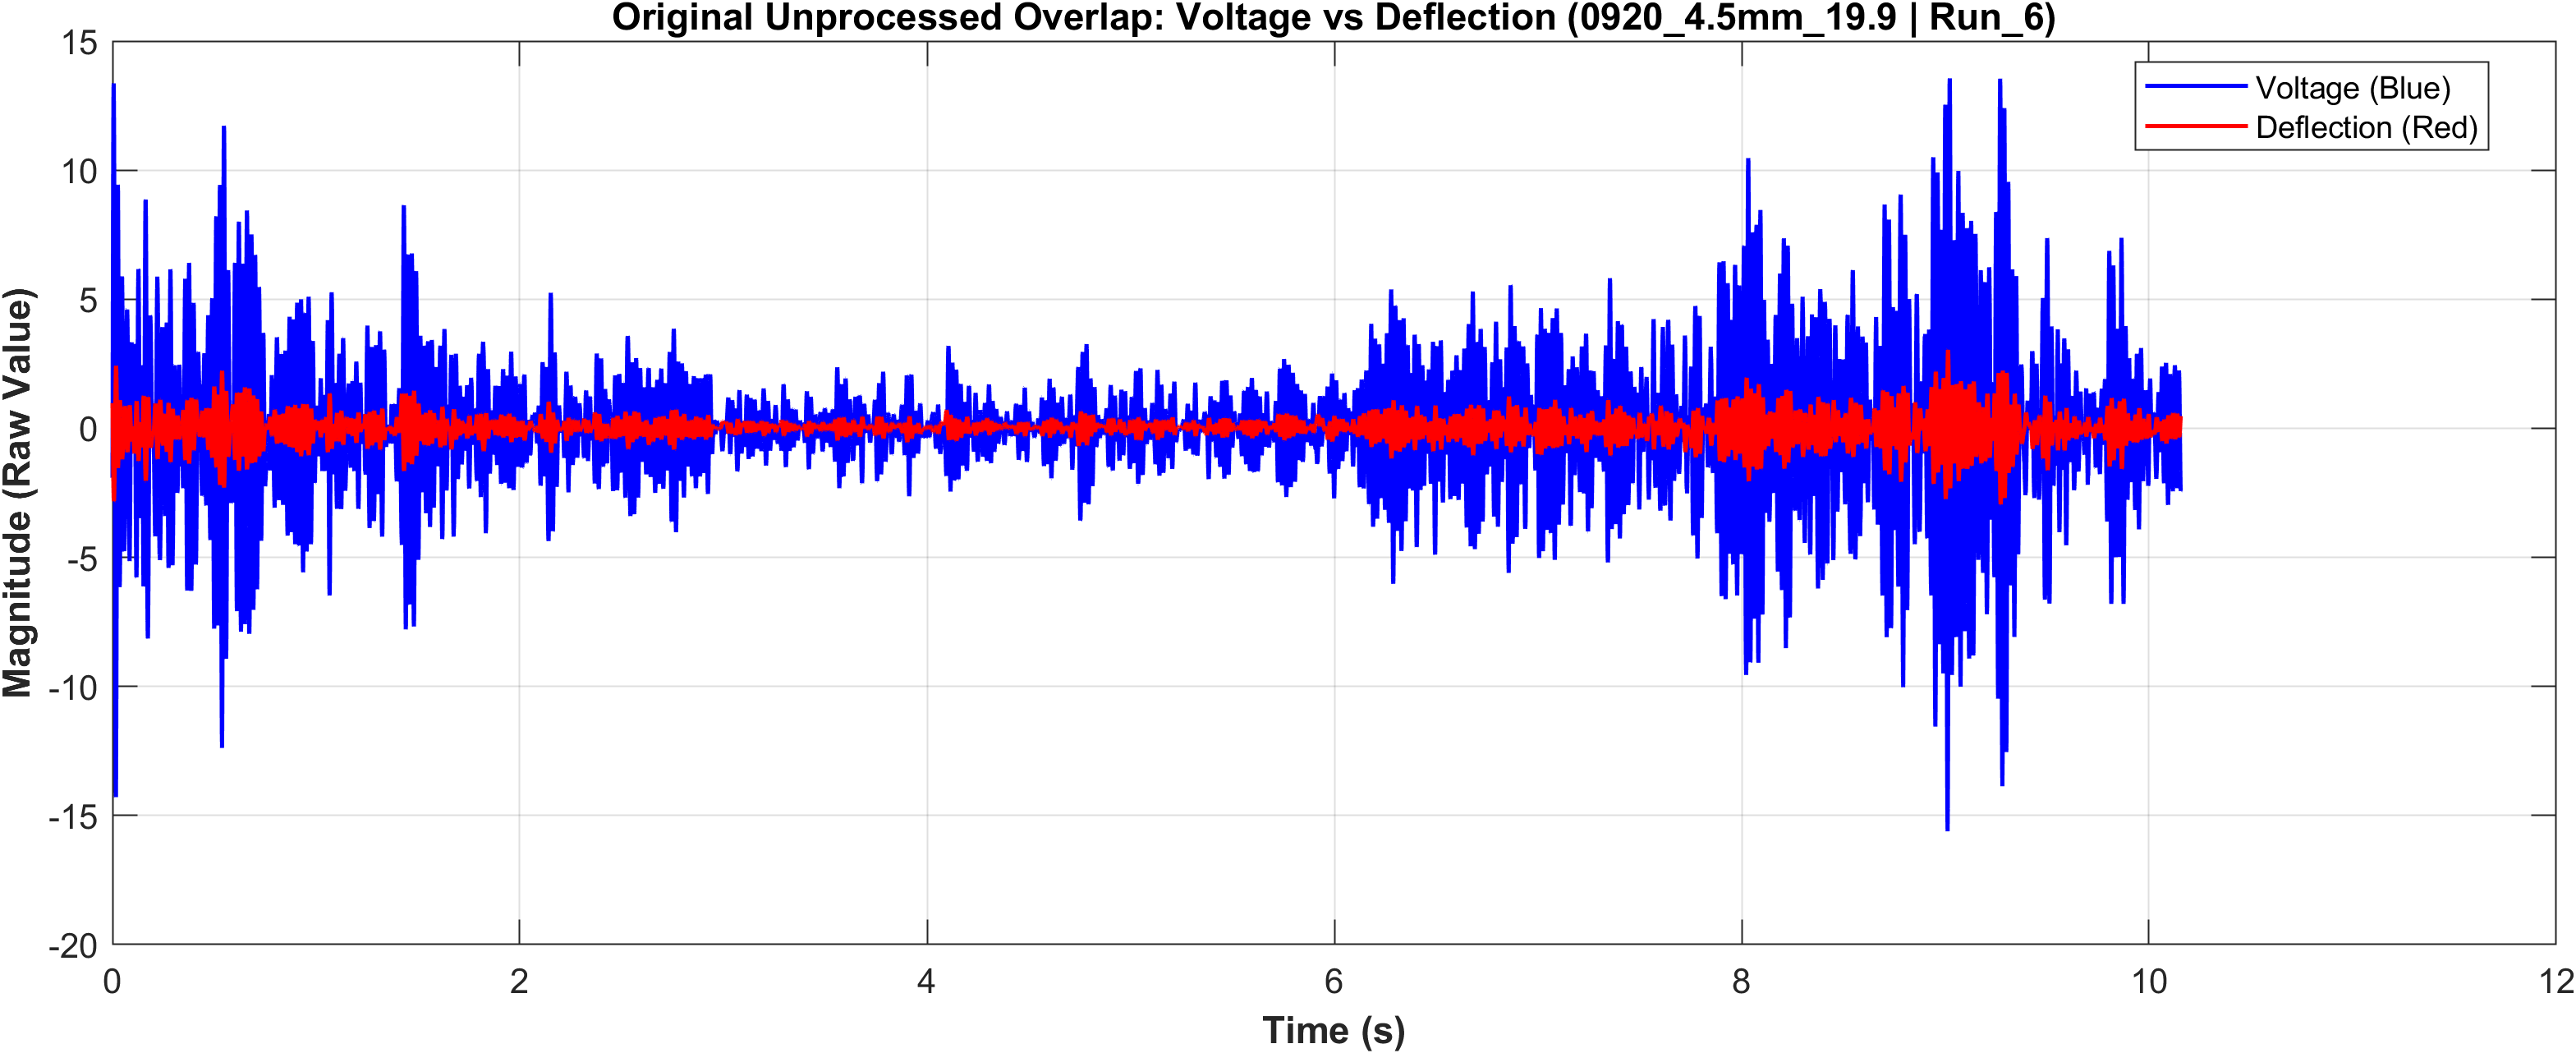 Original Unprocessed Overlap: Voltage vs Deflection (0920_4.5mm_19.9 | Run_6)
Voltage (Blue)
Deflection (Red)
Magnitude (Raw Value)
15
10
5
0
-5
-10
-15
-20
0 2 4 6 8 10 12
Time (s)